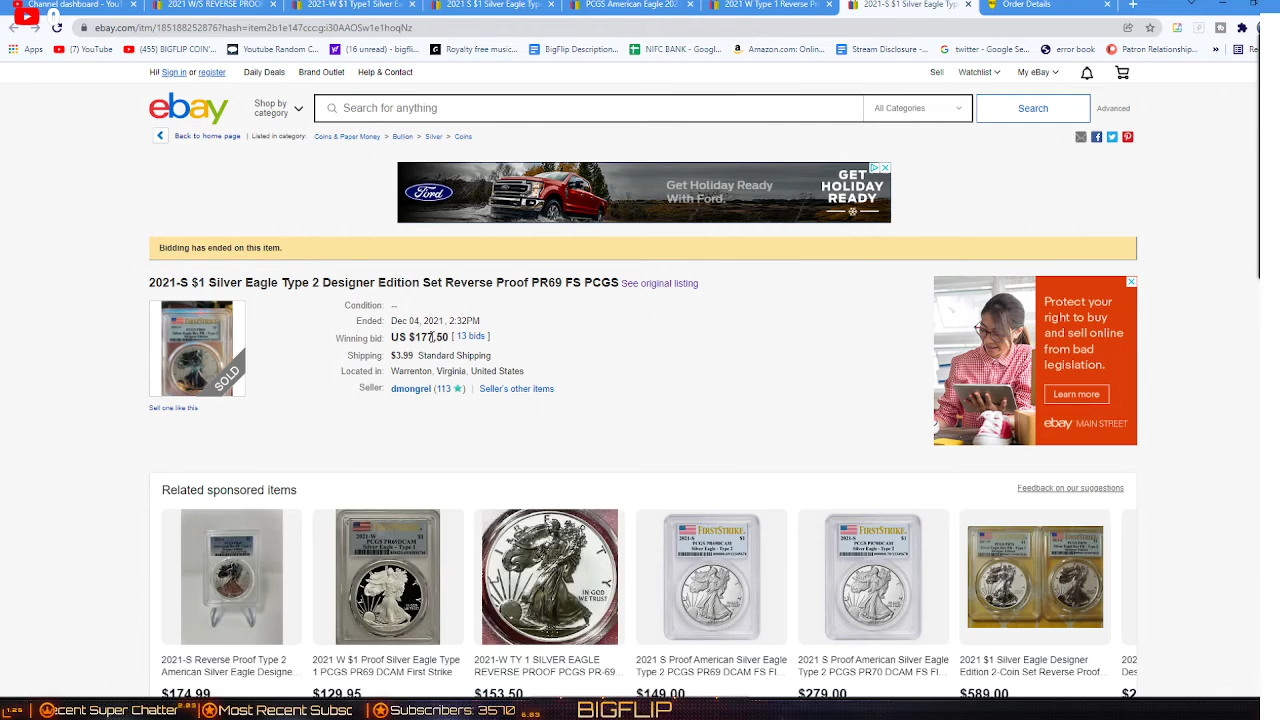 Channel dashboard - YouT
2021 W/S REVERSE PROOF
2021-W $1 Type1 Silver Ea
2021 S $1 Silver Eagle Type
PCGS American Eagle 202
2021 W Type 1 Reverse P
2021-S $1 Silver Eagle Type
Order Details
ebay.com/itm/185188252876?hash=item2b1e147ccc:g:i30AAOSw1e1hoqNz
Apps
(7) YouTube
(455) BIGFLIP COIN'...
Youtube Random C...
(16 unread) - bigfli...
Royalty free music...
BigFlip Description...
NIFC BANK - Googl...
Amazon.com: Onlin...
Stream Disclosure -...
twitter - Google Se...
error book
Patron Relationship...
»
Hi! Sign in or register
Daily Deals
Brand Outlet
Help & Contact
Sell
Watchlist
My eBay
ebay
Shop by category
Search for anything
All Categories
Search
Advanced
Back to home page
| Listed in category:
Coins & Paper Money > Bullion > Silver > Coins
Ford
Get Holiday Ready
With Ford.
GET
HOLIDAY
READY
Bidding has ended on this item.
2021-S $1 Silver Eagle Type 2 Designer Edition Set Reverse Proof PR69 FS PCGS See original listing
SOLD
Sell one like this
Condition: --
Ended: Dec 04, 2021, 2:32PM
Winning bid: US $177.50 [ 13 bids ]
Shipping: $3.99 Standard Shipping
Located in: Warrenton, Virginia, United States
Seller: dmongrel (113 ★) | Seller's other items
Protect your
right to buy
and sell online
from bad
legislation.
Learn more
ebay MAIN STREET
Related sponsored items
Feedback on our suggestions
2021-S Reverse Proof Type 2
American Silver Eagle Designe...
$174.99
2021 W $1 Proof Silver Eagle Type
1 PCGS PR69 DCAM First Strike
$129.95
2021-W TY 1 SILVER EAGLE
REVERSE PROOF PCGS PR-69...
$153.50
2021 S Proof American Silver Eagle
Type 2 PCGS PR69 DCAM FS Fl...
$149.00
2021 S Proof American Silver Eagle
Type 2 PCGS PR70 DCAM FS Fl...
$279.00
2021 $1 Silver Eagle Designer
Edition 2-Coin Set Reverse Proof...
$589.00
ecent Super Chatter
Most Recent Subsc
Subscribers: 3570
BIGFLIP